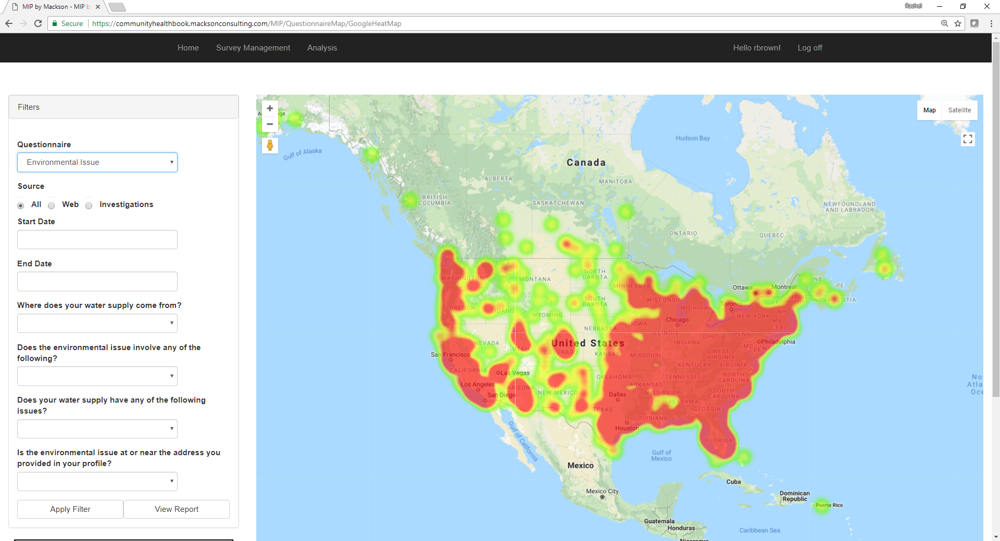 MIP by Mackson - MIP b
Rachel
Secure
https://communityhealthbook.macksonconsulting.com/MIP/QuestionnaireMap/GoogleHeatMap
Home
Survey Management
Analysis
Hello rbrown!
Log off
Filters
Questionnaire
Environmental Issue
Source
All
Web
Investigations
Start Date
End Date
Where does your water supply come from?
Does the environmental issue involve any of the
following?
Does your water supply have any of the following
issues?
Is the environmental issue at or near the address you
provided in your profile?
Apply Filter
View Report
Map
Satellite
Gulf of Alaska
Hudson Bay
Canada
ALBERTA
MANITOBA
BRITISH
COLUMBIA
SASKATCHEWAN
NEWFOUNDLAND
AND LABRADOR
ONTARIO
QUEBEC
NORTH
DAKOTA
WASHINGTON
MONTANA
MINNESOTA
Ottawa
Montreal
NB
PE
NOVA SCOTIA
MAINE
SOUTH
DAKOTA
WISCONSIN
MICHIGAN
Toronto
VT
NH
OREGON
IDAHO
WYOMING
Chicago
NEW YORK
MA
CT RI
IOWA
NEBRASKA
ILLINOIS
INDIANA
OHIO
PENN
Philadelphia
MD
DE
NJ
NEVADA
UTAH
United States
COLORADO
KANSAS
MISSOURI
WEST
VIRGINIA
KENTUCKY
VIRGINIA
San Francisco
CALIFORNIA
Las Vegas
OKLAHOMA
TENNESSEE
NORTH
CAROLINA
Los Angeles
ARIZONA
NEW MEXICO
ARKANSAS
MISSISSIPPI
SOUTH
CAROLINA
San Diego
Dallas
ALABAMA
GEORGIA
TEXAS
LOUISIANA
Houston
FLORIDA
Gulf of California
Gulf of
Mexico
Mexico
Mexico City
Cuba
Dominican
Republic
Puerto Rico
Guatemala
Honduras
Nicaragua
Caribbean Sea
No
Atla
Oce